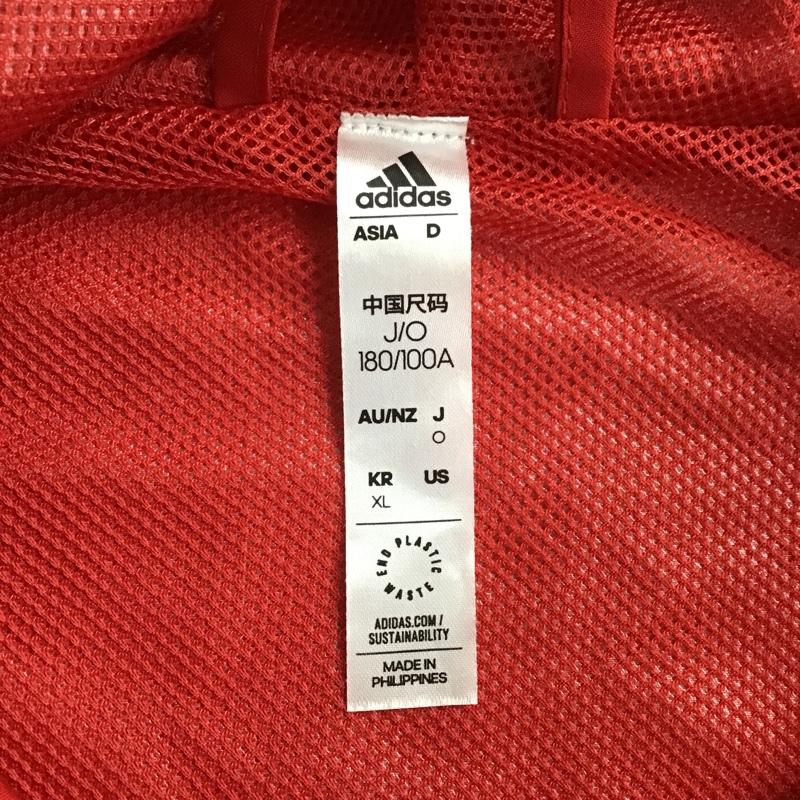 adidas
ASIA D
中国尺码
J/O
180/100A
AU/NZ J
O
KR US
XL
END PLASTIC WASTE
ADIDAS.COM/
SUSTAINABILITY
MADE IN
PHILIPPINES